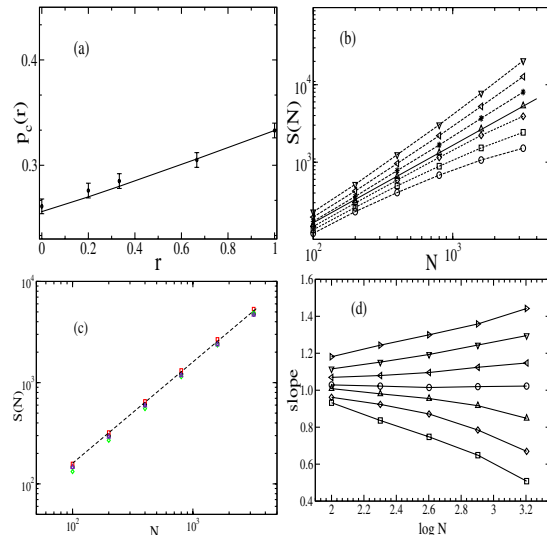 (a)
0.4
0.3
p_c(r)
0 0.2 0.4 0.6 0.8 1
r
(b)
10^4
10^3
S(N)
10^2 10^3
N
(c)
10^4
10^3
10^2
S(N)
10^2 10^3
N
(d)
1.6
1.4
1.2
1.0
0.8
0.6
0.4
slope
2 2.2 2.4 2.6 2.8 3 3.2
log N